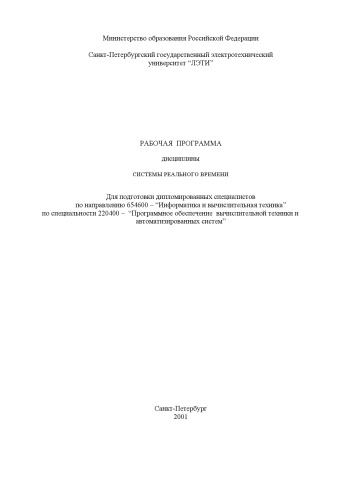 Министерство образования Российской Федерации
Санкт-Петербургский государственный электротехнический
университет “ЛЭТИ”
РАБОЧАЯ ПРОГРАММА
дисциплины
СИСТЕМЫ РЕАЛЬНОГО ВРЕМЕНИ
Для подготовки дипломированных специалистов
по направлению 654600 – “Информатика и вычислительная техника”
по специальности 220400 – “Программное обеспечение вычислительной техники и
автоматизированных систем”
Санкт-Петербург
2001